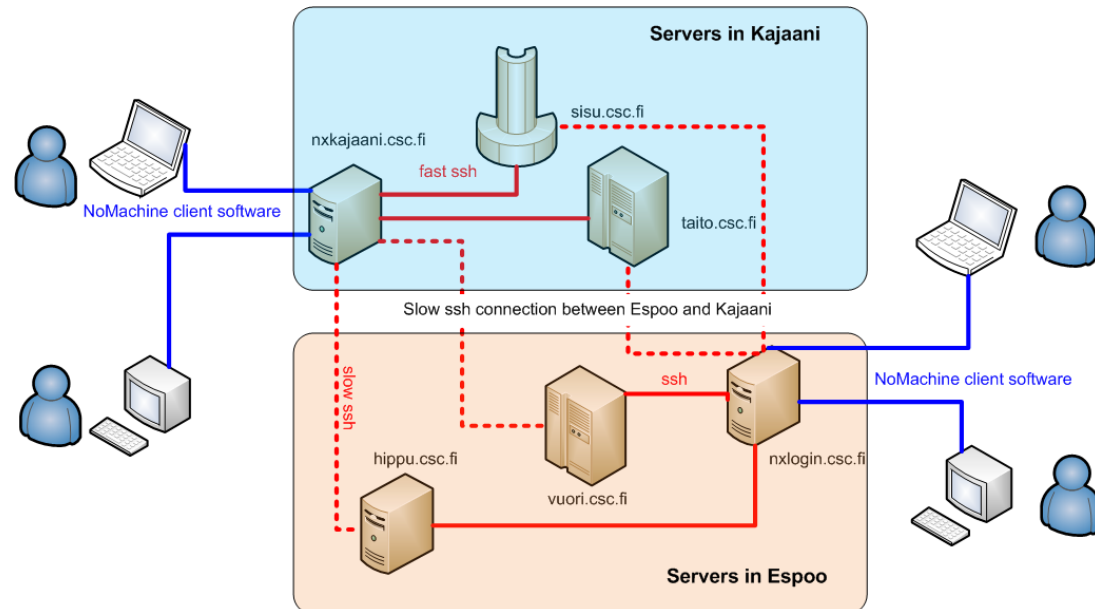 Servers in Kajaani
sisu.csc.fi
nxkajaani.csc.fi
fast ssh
NoMachine client software
taito.csc.fi
Slow ssh connection between Espoo and Kajaani
slow ssh
ssh
NoMachine client software
hippu.csc.fi
nxlogin.csc.fi
vuori.csc.fi
Servers in Espoo